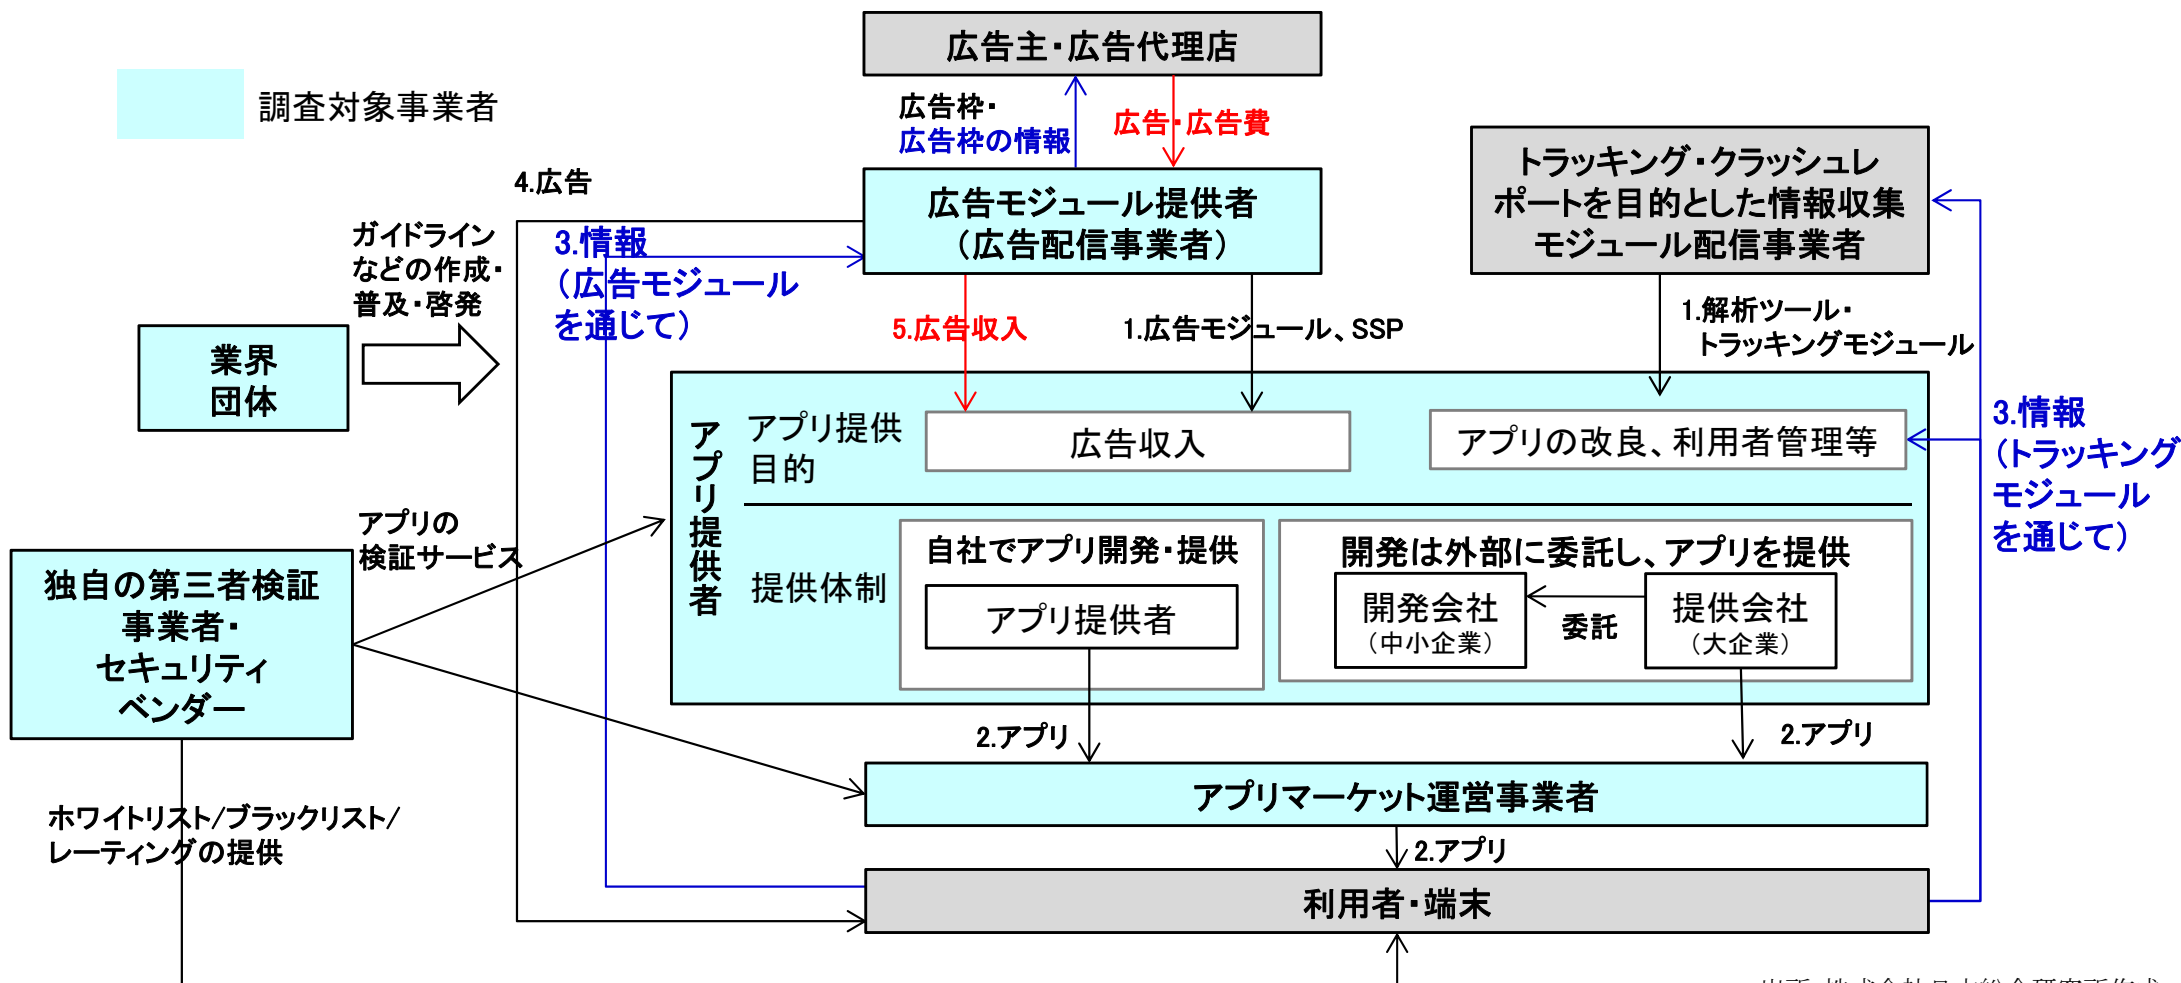 広告主・広告代理店
調査対象事業者
広告枠・
広告枠の情報
広告・広告費
トラッキング・クラッシュレ
ポートを目的とした情報収集
モジュール配信事業者
4.広告
広告モジュール提供者
（広告配信事業者）
ガイドライン
などの作成・
普及・啓発
3.情報
（広告モジュール
を通じて）
5.広告収入
1.広告モジュール、SSP
1.解析ツール・
トラッキングモジュール
業界
団体
アプリ提供者
アプリ提供
目的
広告収入
アプリの改良、利用者管理等
3.情報
（トラッキング
モジュール
を通じて）
アプリの
検証サービス
独自の第三者検証
事業者・
セキュリティ
ベンダー
提供体制
自社でアプリ開発・提供
アプリ提供者
開発は外部に委託し、アプリを提供
開発会社
（中小企業）
委託
提供会社
（大企業）
2.アプリ
2.アプリ
アプリマーケット運営事業者
ホワイトリスト/ブラックリスト/
レーティングの提供
2.アプリ
利用者・端末